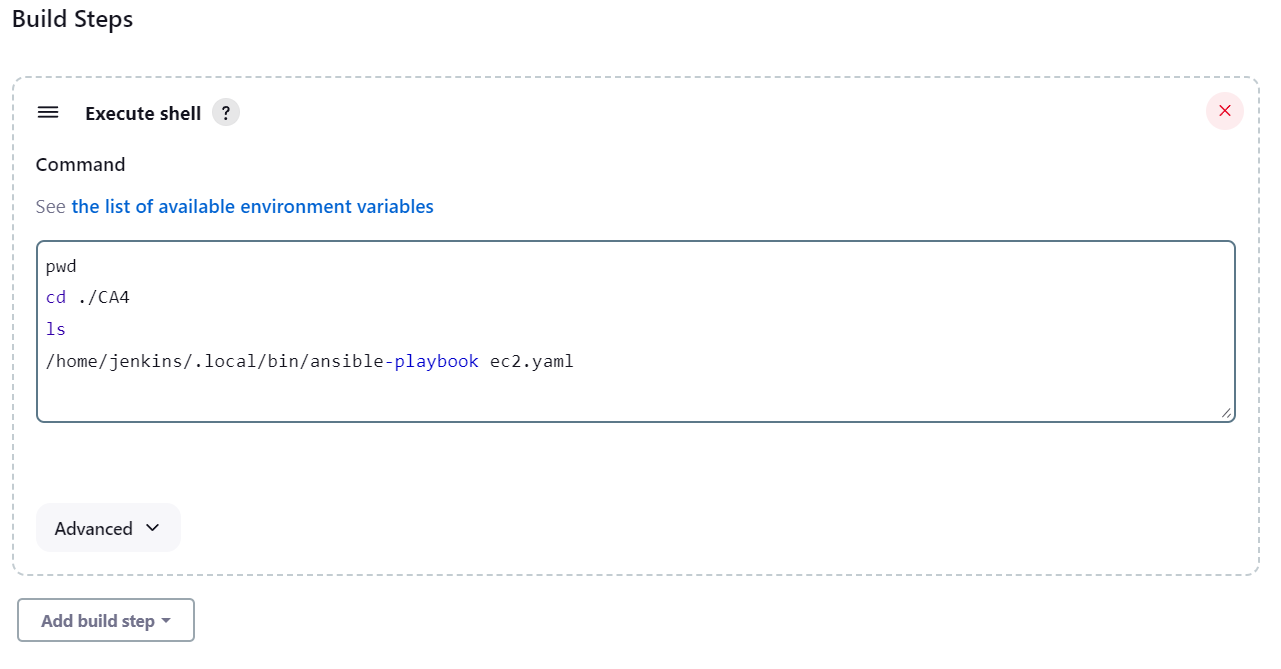 Build Steps
Execute shell ?
Command
See the list of available environment variables
pwd
cd ./CA4
ls
/home/jenkins/.local/bin/ansible-playbook ec2.yaml
Advanced
Add build step